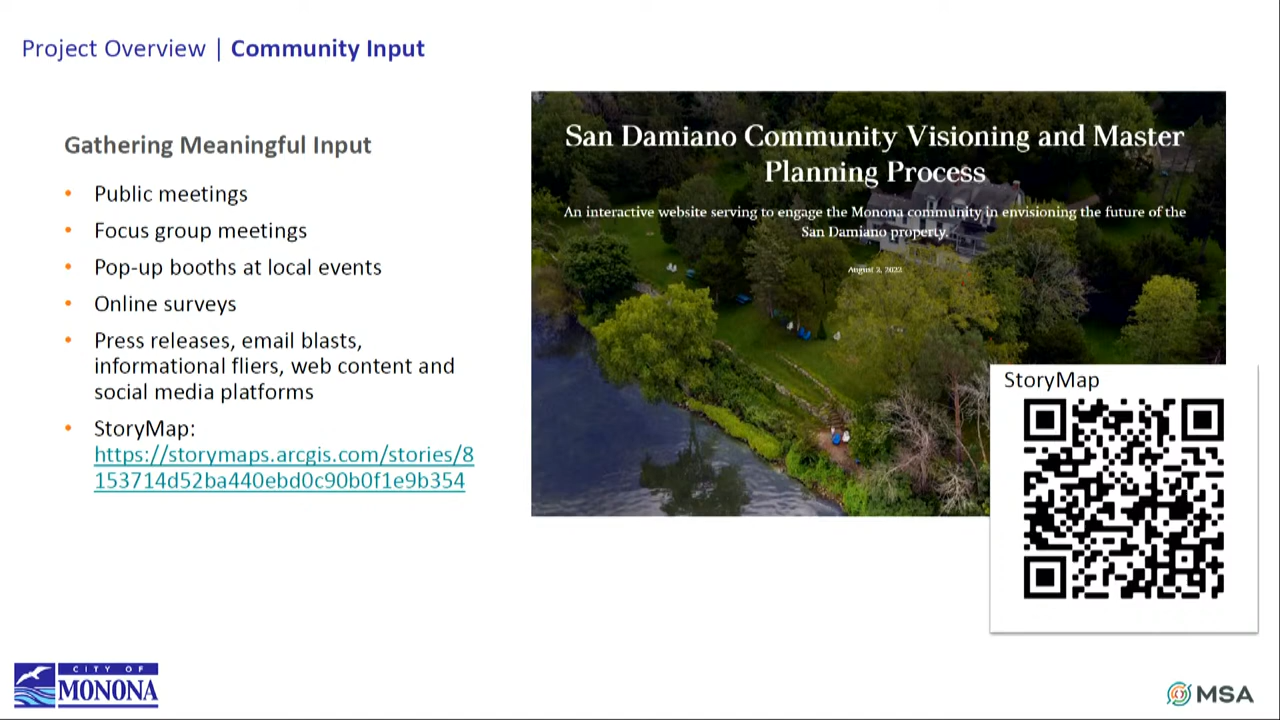 Project Overview | Community Input
Gathering Meaningful Input
• Public meetings
• Focus group meetings
• Pop-up booths at local events
• Online surveys
• Press releases, email blasts,
informational fliers, web content and
social media platforms
• StoryMap:
https://storymaps.arcgis.com/stories/8
153714d52ba440ebd0c90b0f1e9b354
San Damiano Community Visioning and Master
Planning Process
An interactive website serving to engage the Monona community in envisioning the future of the
San Damiano property.
August 2, 2022
StoryMap
CITY OF
MONONA
MSA